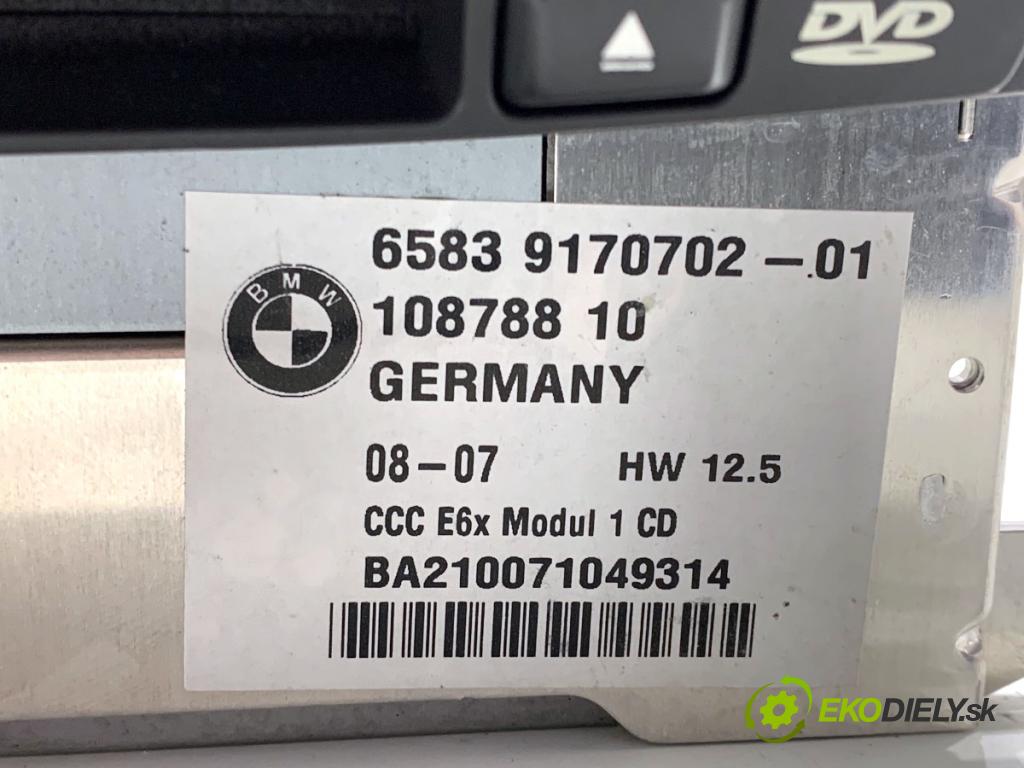 DVD
6583 9170702-01
BMW
108788 10
GERMANY
08-07 HW 12.5
CCC E6x Modul 1 CD
BA210071049314
EKODIELY.sk